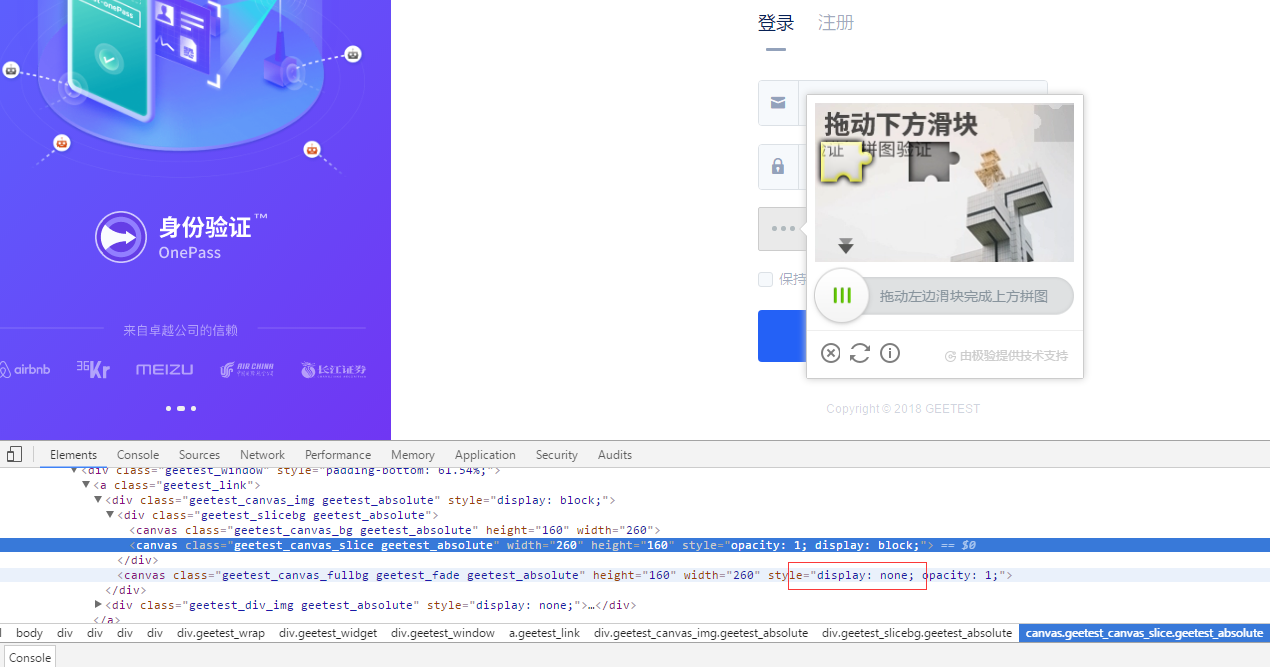 -onePass
登录 注册
拖动下方滑块
拼图验证
身份验证™
OnePass
保持
拖动左边滑块完成上方拼图
来自卓越公司的信赖
由极验提供技术支持
airbnb 36Kr MEIZU AIR CHINA 长江证券
Copyright © 2018 GEETEST
Elements Console Sources Network Performance Memory Application Security Audits
<div class="geetest_window" style="padding-bottom: 61.54%;">
<a class="geetest_link">
<div class="geetest_canvas_img geetest_absolute" style="display: block;">
<div class="geetest_slicebg geetest_absolute">
<canvas class="geetest_canvas_bg geetest_absolute" height="160" width="260">
<canvas class="geetest_canvas_slice geetest_absolute" width="260" height="160" style="opacity: 1; display: block;"> == $0
</div>
<canvas class="geetest_canvas_fullbg geetest_fade geetest_absolute" height="160" width="260" style="display: none; opacity: 1;">
</div>
<div class="geetest_div_img geetest_absolute" style="display: none;">…</div>
</a>
body div div div div div.geetest_wrap div.geetest_widget div.geetest_window a.geetest_link div.geetest_canvas_img.geetest_absolute div.geetest_slicebg.geetest_absolute canvas.geetest_canvas_slice.geetest_absolute
Console